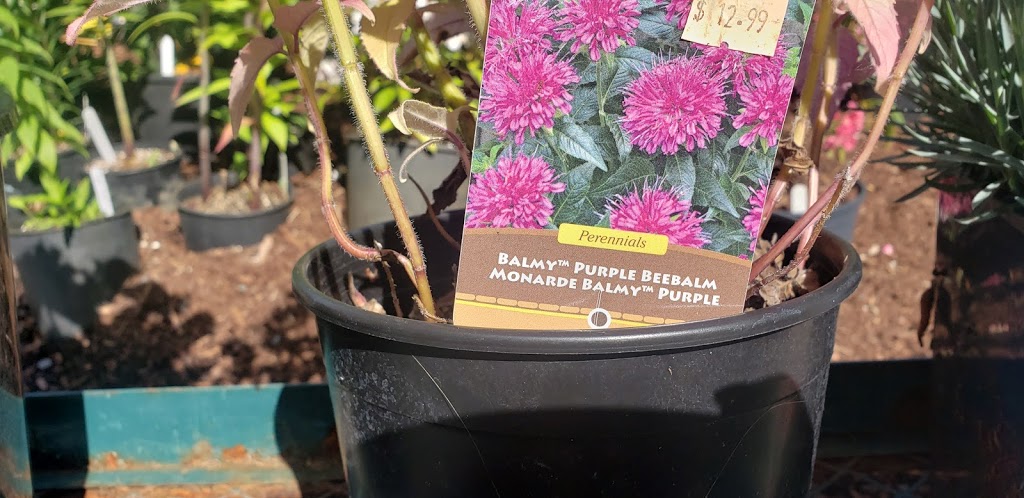 $ 12.99
Perennials
BALMY™ PURPLE BEEBALM
MONARDE BALMY™ PURPLE